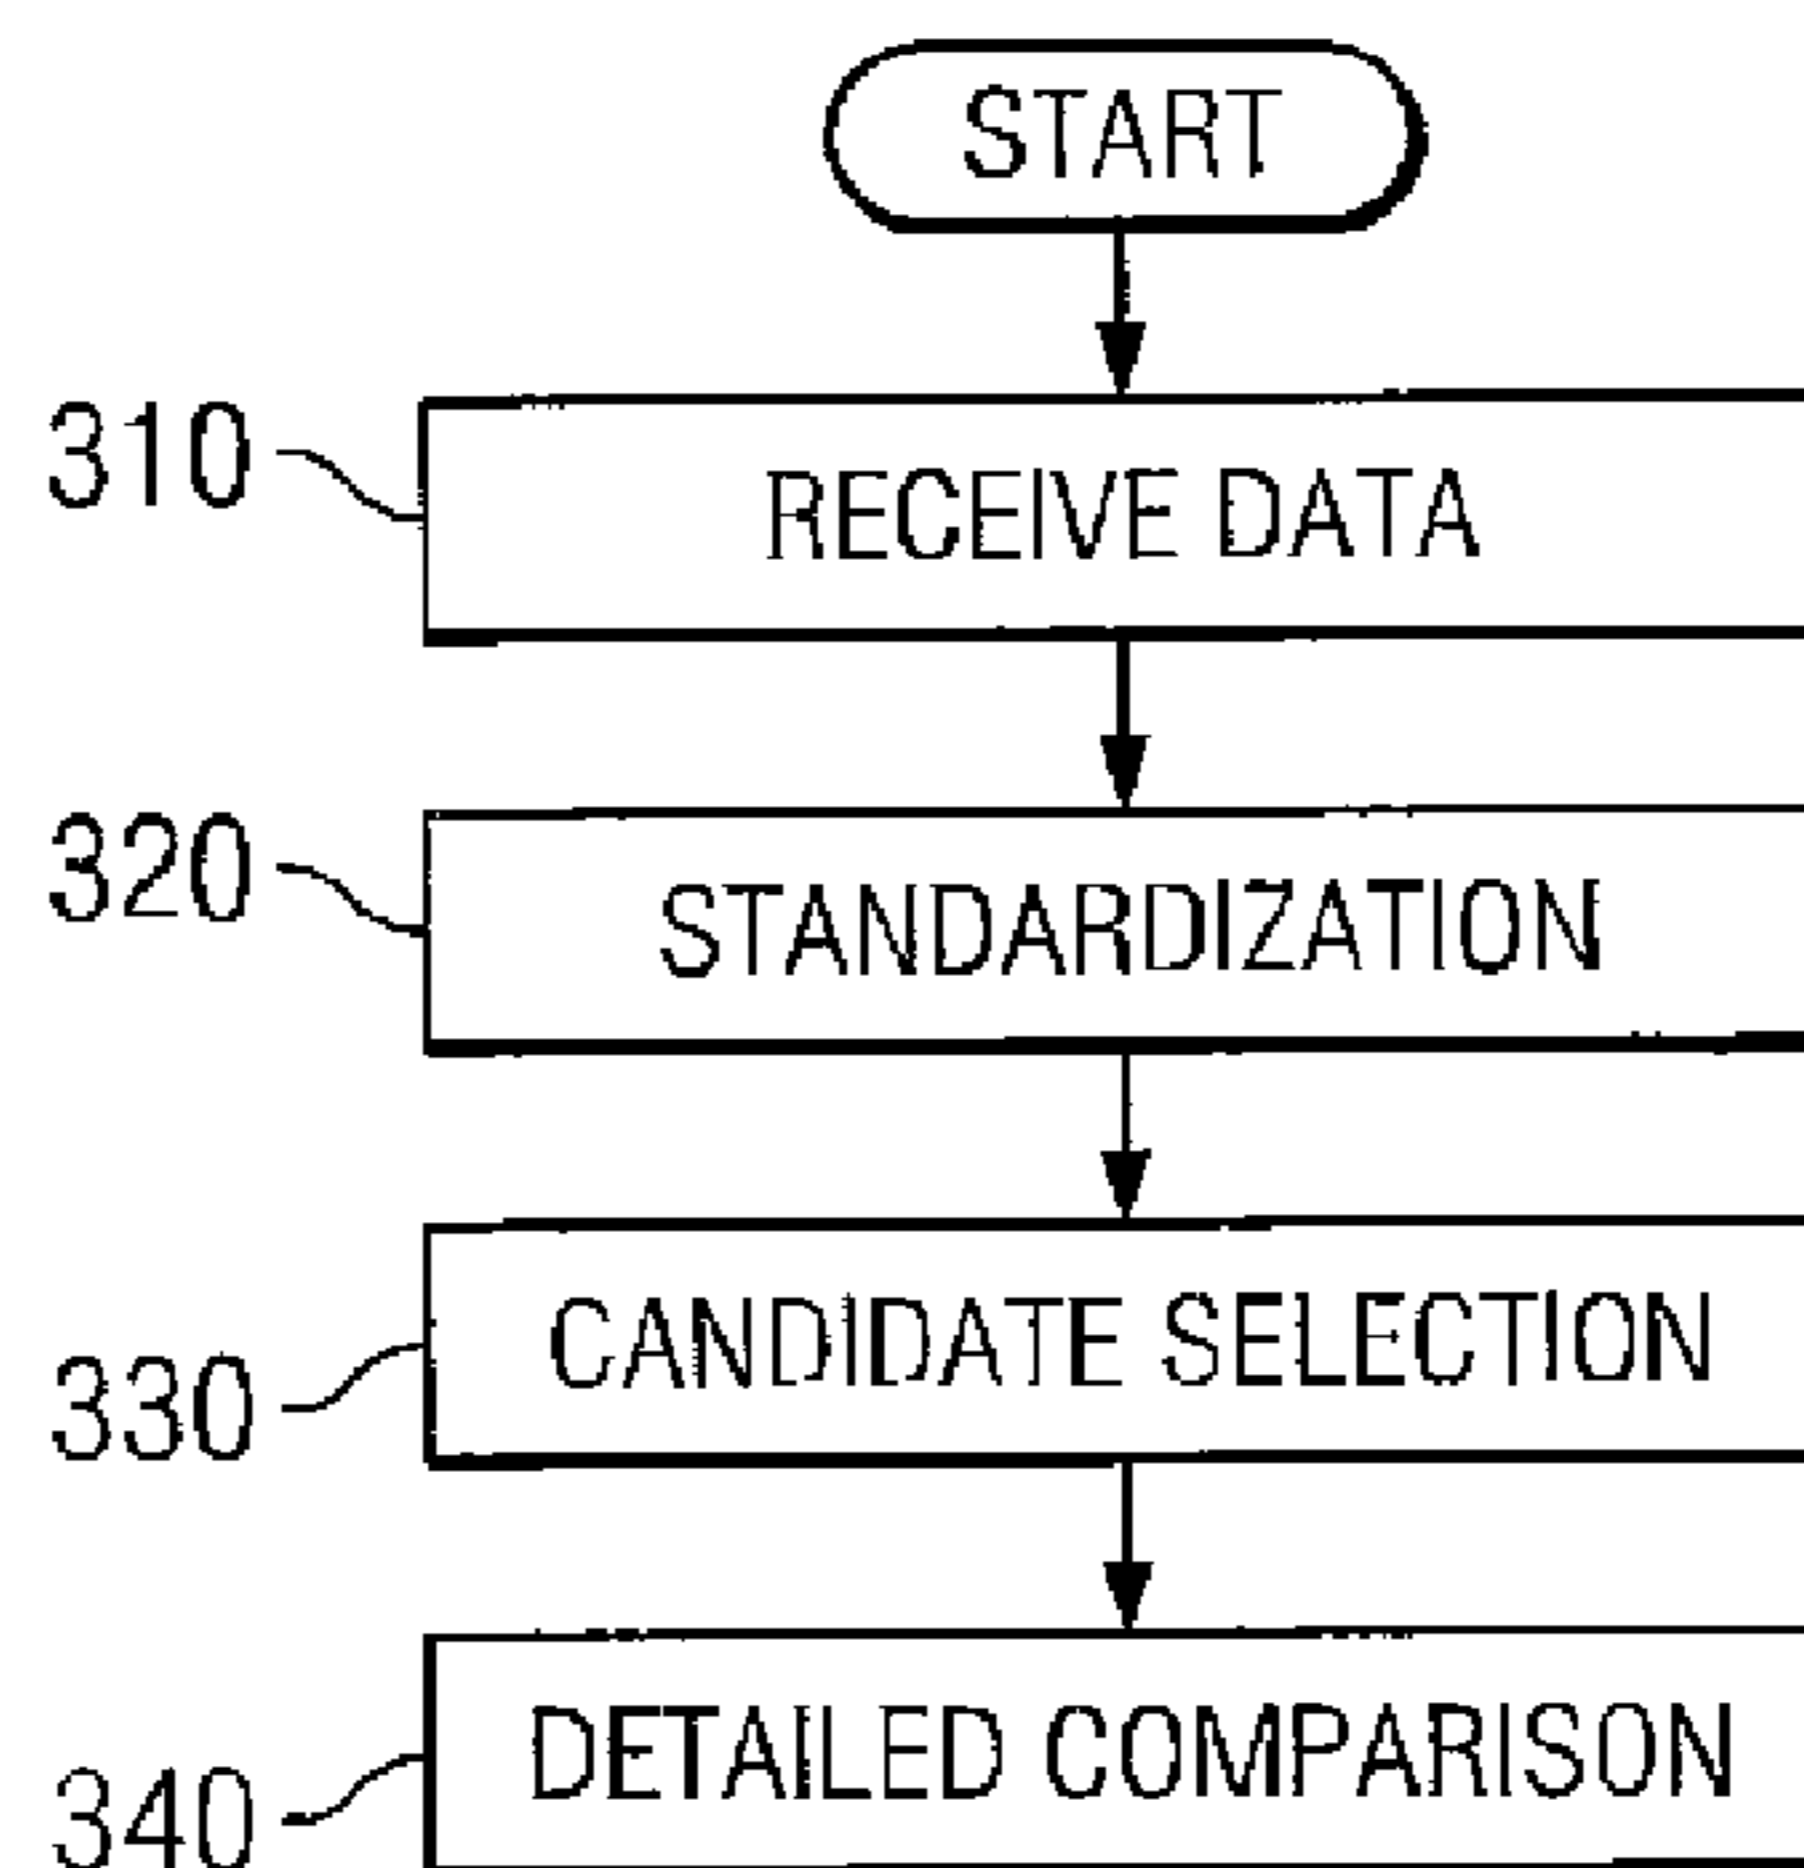 START
310
RECEIVE DATA
320
STANDARDIZATION
330
CANDIDATE SELECTION
340
DETAILED COMPARISON